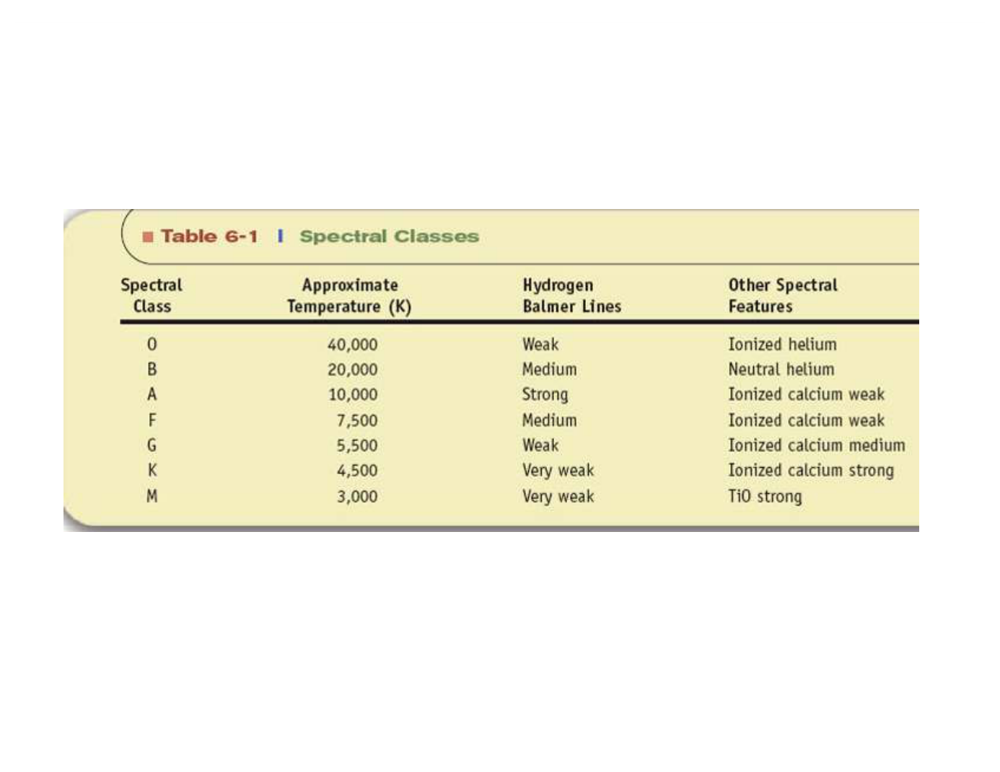 Table 6-1 | Spectral Classes
Spectral Class Approximate Temperature (K) Hydrogen Balmer Lines Other Spectral Features
O 40,000 Weak Ionized helium
B 20,000 Medium Neutral helium
A 10,000 Strong Ionized calcium weak
F 7,500 Medium Ionized calcium weak
G 5,500 Weak Ionized calcium medium
K 4,500 Very weak Ionized calcium strong
M 3,000 Very weak TiO strong